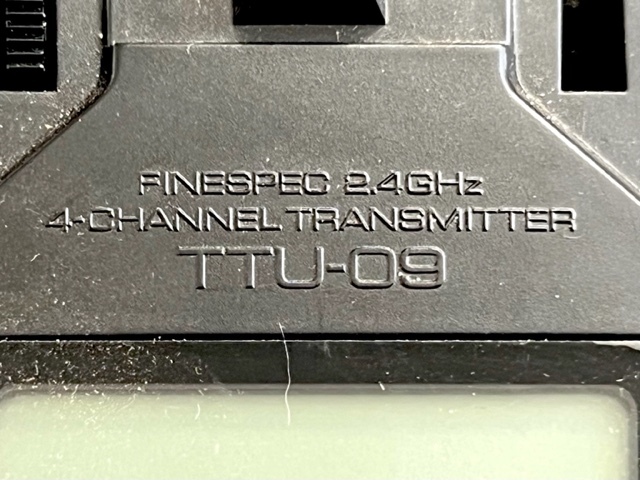 FINESPEC 2.4GHz
4-CHANNEL TRANSMITTER
TTU-09